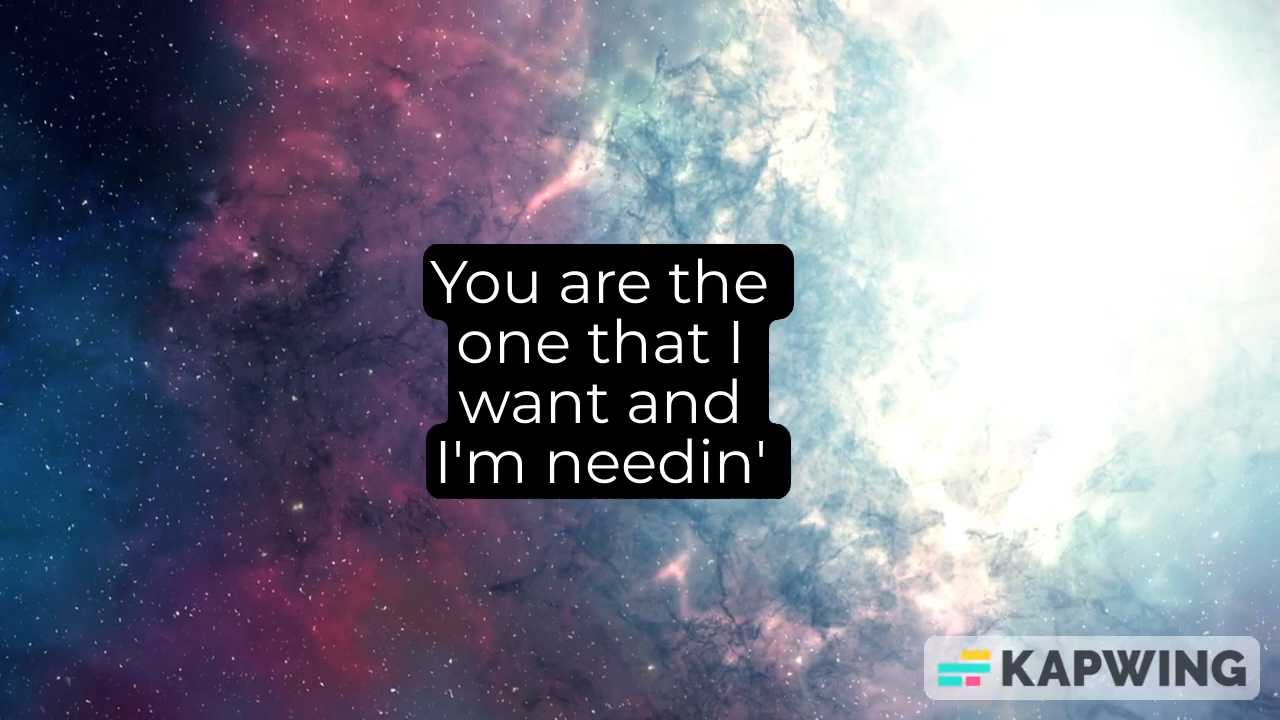 You are the
one that I
want and
I'm needin'
KAPWING